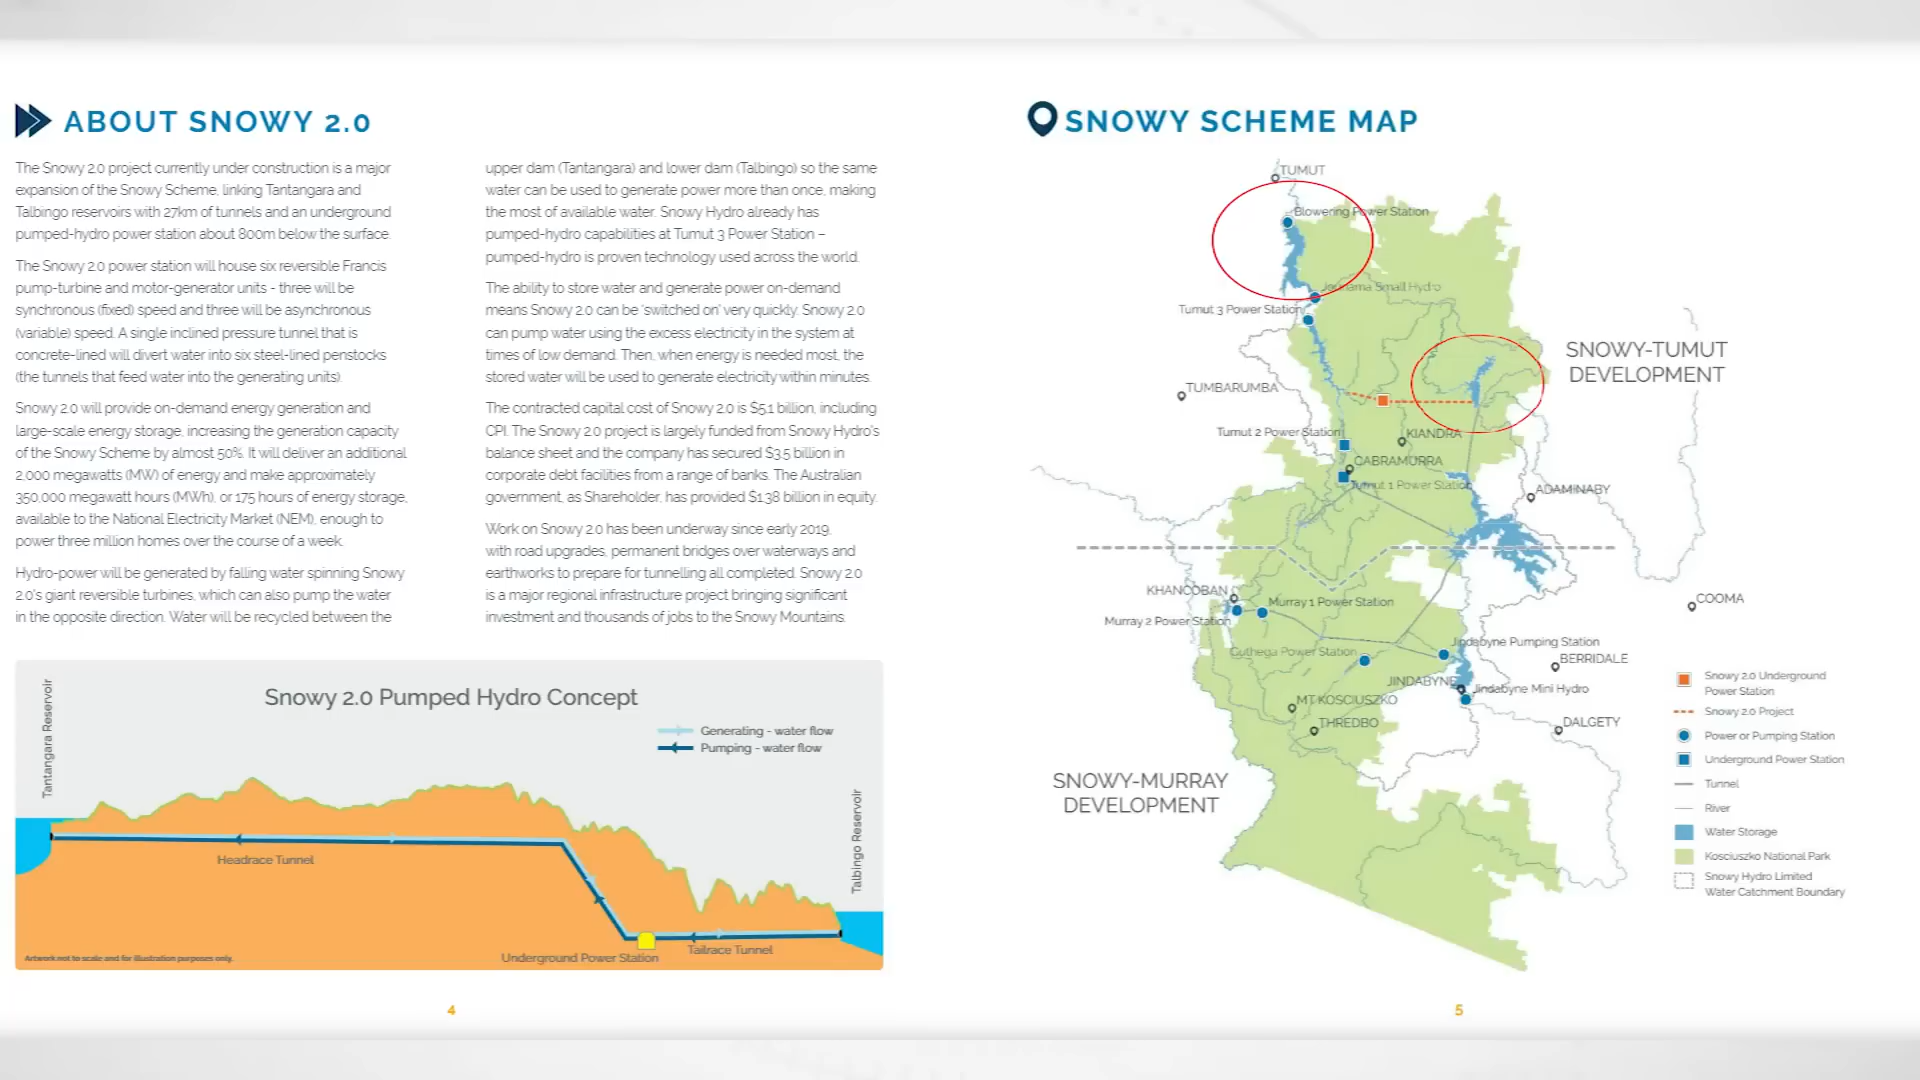 ABOUT SNOWY 2.0
The Snowy 2.0 project currently under construction is a major
expansion of the Snowy Scheme, linking Tantangara and
Talbingo reservoirs with 27km of tunnels and an underground
pumped-hydro power station about 800m below the surface.
The Snowy 2.0 power station will house six reversible Francis
pump-turbine and motor-generator units - three will be
synchronous (fixed) speed and three will be asynchronous
(variable) speed. A single inclined pressure tunnel that is
concrete-lined will divert water into six steel-lined penstocks
(the tunnels that feed water into the generating units).
Snowy 2.0 will provide on-demand energy generation and
large-scale energy storage, increasing the generation capacity
of the Snowy Scheme by almost 50%. It will deliver an additional
2,000 megawatts (MW) of energy and make approximately
350,000 megawatt hours (MWh), or 175 hours of energy storage,
available to the National Electricity Market (NEM), enough to
power three million homes over the course of a week.
Hydro-power will be generated by falling water spinning Snowy
2.0's giant reversible turbines, which can also pump the water
in the opposite direction. Water will be recycled between the
upper dam (Tantangara) and lower dam (Talbingo) so the same
water can be used to generate power more than once, making
the most of available water. Snowy Hydro already has
pumped-hydro capabilities at Tumut 3 Power Station –
pumped-hydro is proven technology used across the world.
The ability to store water and generate power on-demand
means Snowy 2.0 can be 'switched on' very quickly. Snowy 2.0
can pump water using the excess electricity in the system at
times of low demand. Then, when energy is needed most, the
stored water will be used to generate electricity within minutes.
The contracted capital cost of Snowy 2.0 is $5.1 billion, including
CPI. The Snowy 2.0 project is largely funded from Snowy Hydro's
balance sheet and the company has secured $3.5 billion in
corporate debt facilities from a range of banks. The Australian
government, as Shareholder, has provided $1.38 billion in equity.
Work on Snowy 2.0 has been underway since early 2019,
with road upgrades, permanent bridges over waterways and
earthworks to prepare for tunnelling all completed. Snowy 2.0
is a major regional infrastructure project bringing significant
investment and thousands of jobs to the Snowy Mountains.
Snowy 2.0 Pumped Hydro Concept
Tantangara Reservoir
Generating - water flow
Pumping - water flow
Talbingo Reservoir
Headrace Tunnel
Tailrace Tunnel
Underground Power Station
Artwork not to scale and for illustration purposes only.
4
SNOWY SCHEME MAP
TUMUT
Blowering Power Station
Jounama Small Hydro
Tumut 3 Power Station
SNOWY-TUMUT
DEVELOPMENT
TUMBARUMBA
Tumut 2 Power Station
KIANDRA
CABRAMURRA
Tumut 1 Power Station
ADAMINABY
KHANCOBAN
Murray 1 Power Station
Murray 2 Power Station
COOMA
Jindabyne Pumping Station
Guthega Power Station
BERRIDALE
JINDABYNE
Jindabyne Mini Hydro
MT KOSCIUSZKO
THREDBO
DALGETY
SNOWY-MURRAY
DEVELOPMENT
Snowy 2.0 Underground
Power Station
Snowy 2.0 Project
Power or Pumping Station
Underground Power Station
Tunnel
River
Water Storage
Kosciuszko National Park
Snowy Hydro Limited
Water Catchment Boundary
5